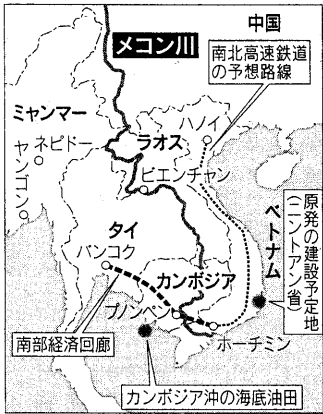 中国
メコン川
南北高速鉄道
の予想路線
ミャンマー
ハノイ
ネピドー
ラオス
ヤンゴン
ビエンチャン
タイ
ベトナム
原発の建設予定地
(ニントアン省)
バンコク
カンボジア
プノンペン
南部経済回廊
ホーチミン
カンボジア沖の海底油田